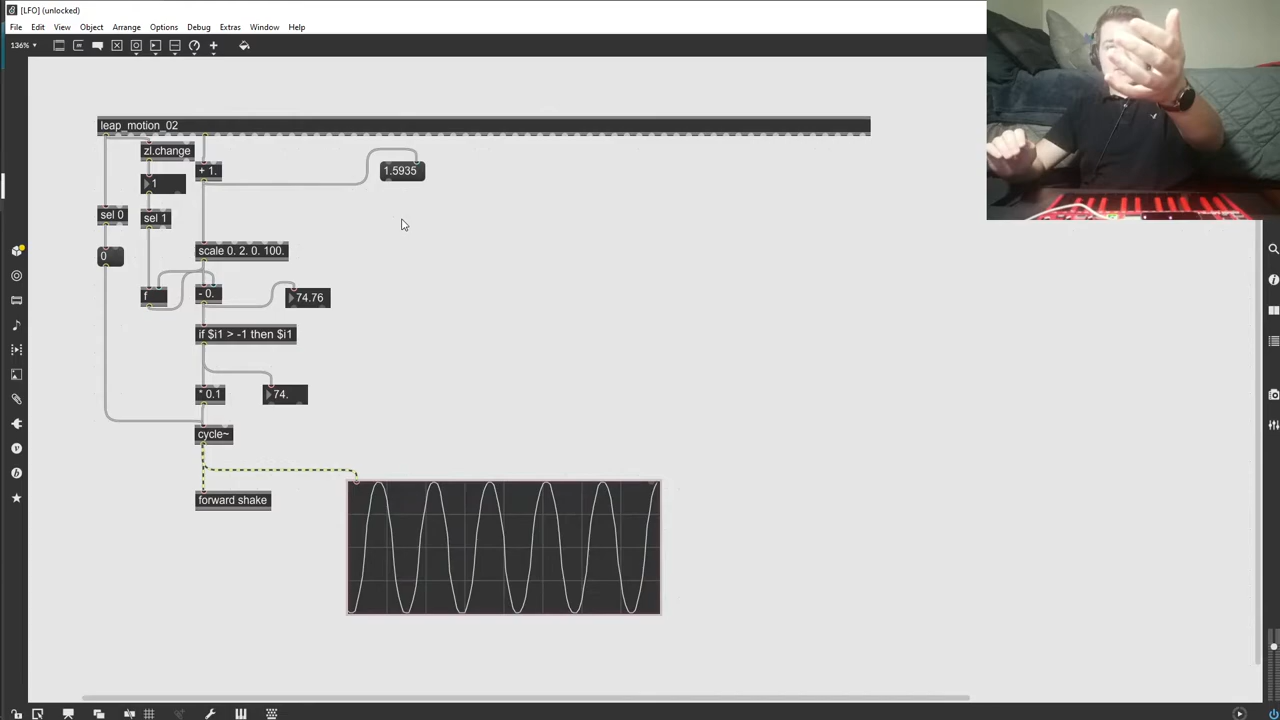 [LFO] (unlocked)
File Edit View Object Arrange Options Debug Extras Window Help
136%
leap_motion_02
zl.change
+ 1.
1.5935
1
sel 0
sel 1
scale 0. 2. 0. 100.
0
f
- 0.
74.76
if $i1 > -1 then $i1
* 0.1
74.
cycle~
forward shake